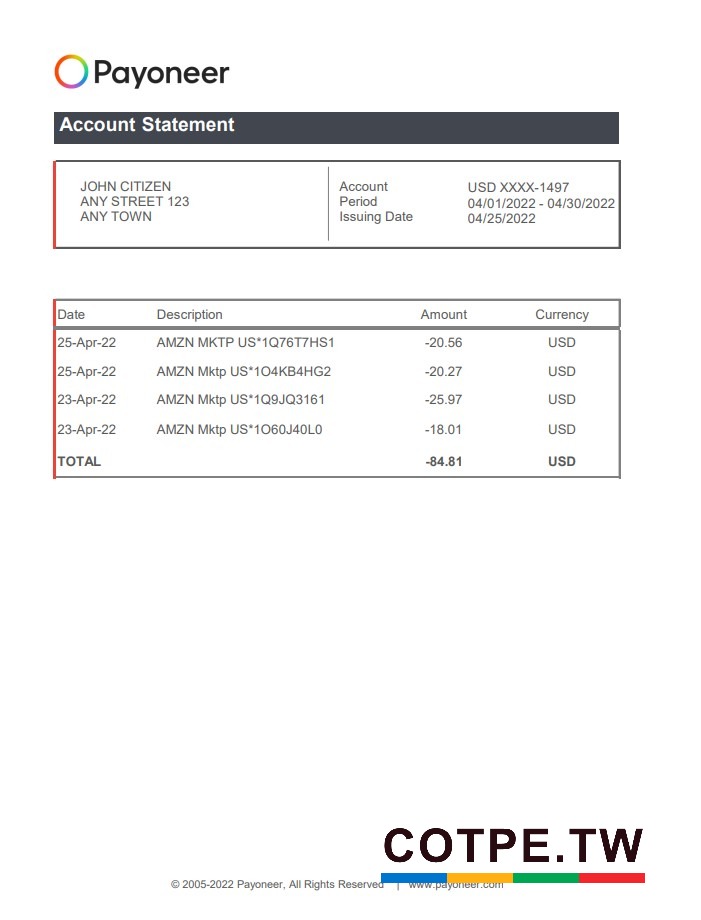 Payoneer
Account Statement
JOHN CITIZEN
ANY STREET 123
ANY TOWN
Account USD XXXX-1497
Period 04/01/2022 - 04/30/2022
Issuing Date 04/25/2022
Date Description Amount Currency
25-Apr-22 AMZN MKTP US*1Q76T7HS1 -20.56 USD
25-Apr-22 AMZN Mktp US*1O4KB4HG2 -20.27 USD
23-Apr-22 AMZN Mktp US*1Q9JQ3161 -25.97 USD
23-Apr-22 AMZN Mktp US*1O60J40L0 -18.01 USD
TOTAL -84.81 USD
COTPE.TW
© 2005-2022 Payoneer, All Rights Reserved | www.payoneer.com